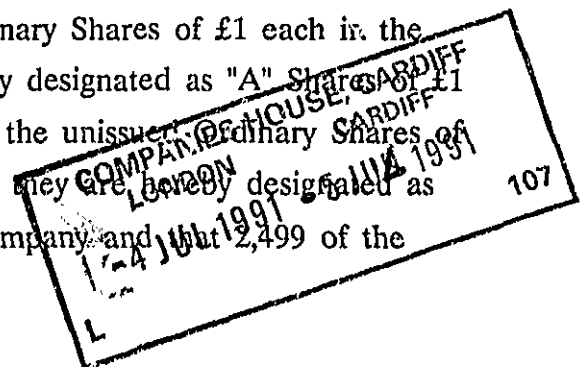 nary Shares of £1 each in the
y designated as "A" Shares of £1
the unissued Ordinary Shares of
they are hereby designated as
mpany and that 2,499 of the
COMPANIES HOUSE, CARDIFF
LONDON CARDIFF
-4 JUL 1991 -5 JUL 1991
107
L